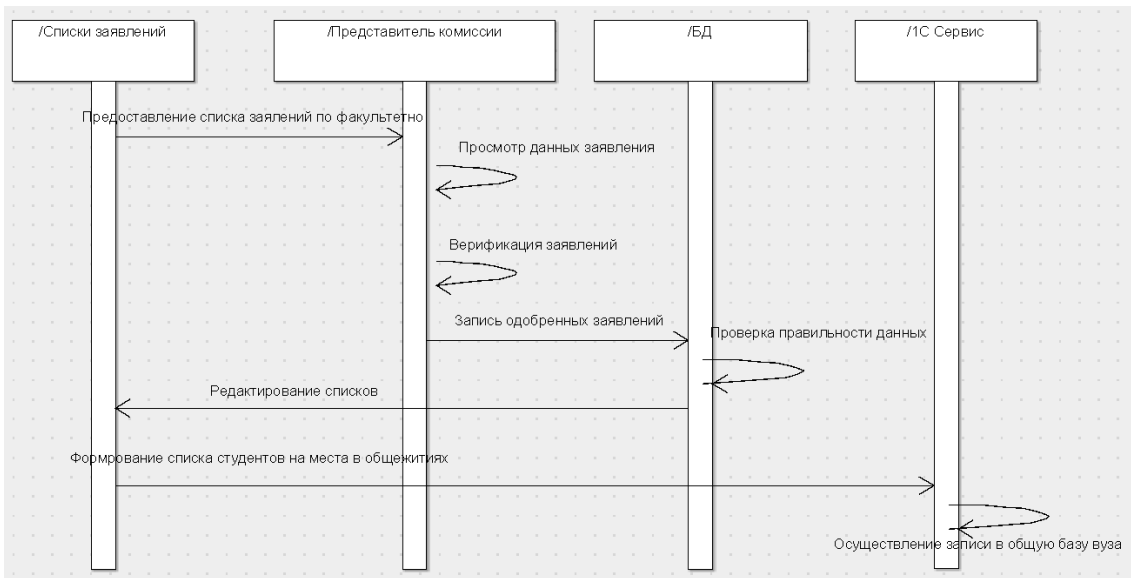 /Списки заявлений
/Представитель комиссии
/БД
/1С Сервис
Предоставление списка заялений по факультетно
Просмотр данных заявления
Верификация заявлений
Запись одобренных заявлений
Проверка правильности данных
Редактирование списков
Формрование списка студентов на места в общежитиях
Осуществление записи в общую базу вуза